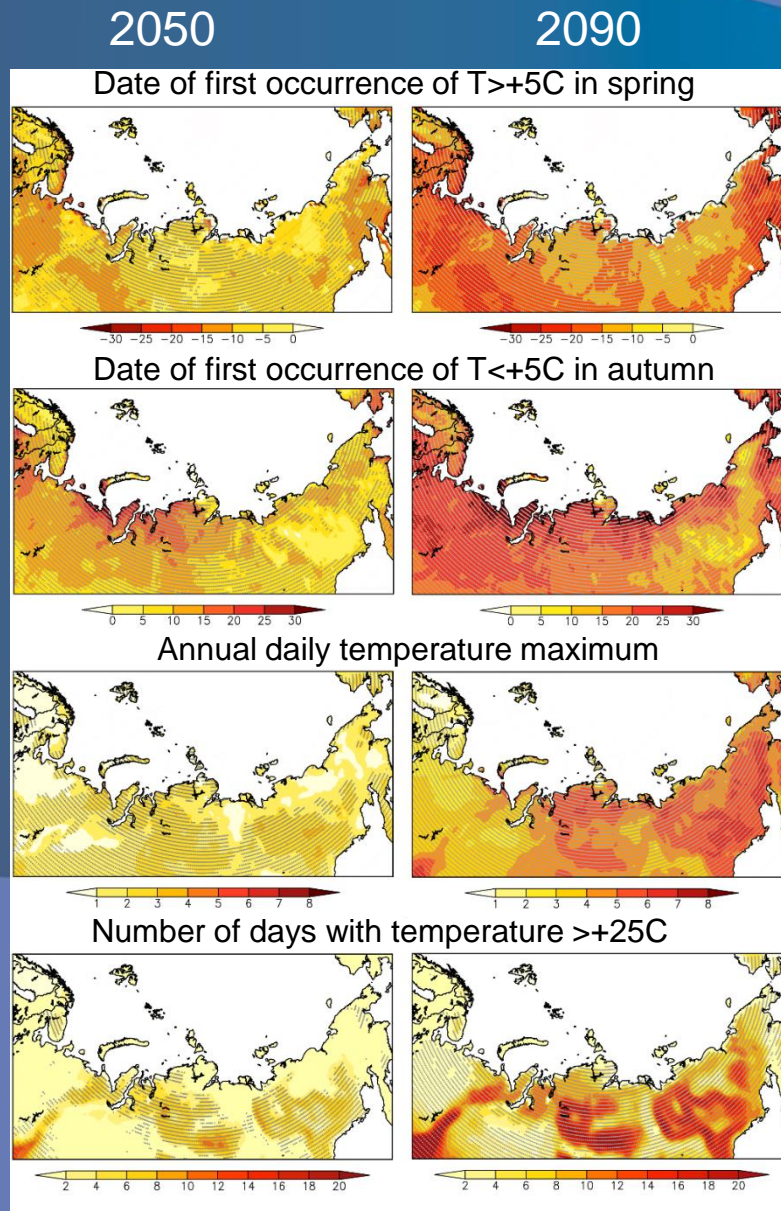 2050 2090
Date of first occurrence of T>+5C in spring
−30 −25 −20 −15 −10 −5 0 −30 −25 −20 −15 −10 −5 0
Date of first occurrence of T<+5C in autumn
0 5 10 15 20 25 30 0 5 10 15 20 25 30
Annual daily temperature maximum
1 2 3 4 5 6 7 8 1 2 3 4 5 6 7 8
Number of days with temperature >+25C
2 4 6 8 10 12 14 16 20 2 4 6 8 10 12 14 16 20